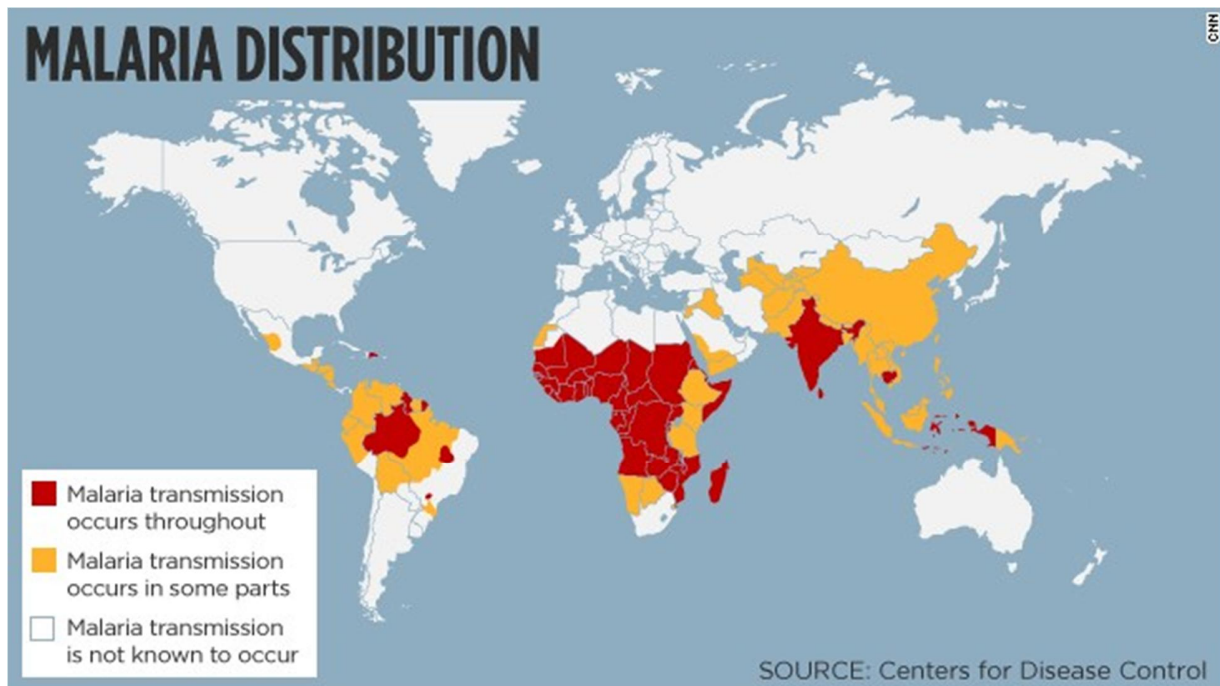 MALARIA DISTRIBUTION
CNN
Malaria transmission
occurs throughout
Malaria transmission
occurs in some parts
Malaria transmission
is not known to occur
SOURCE: Centers for Disease Control